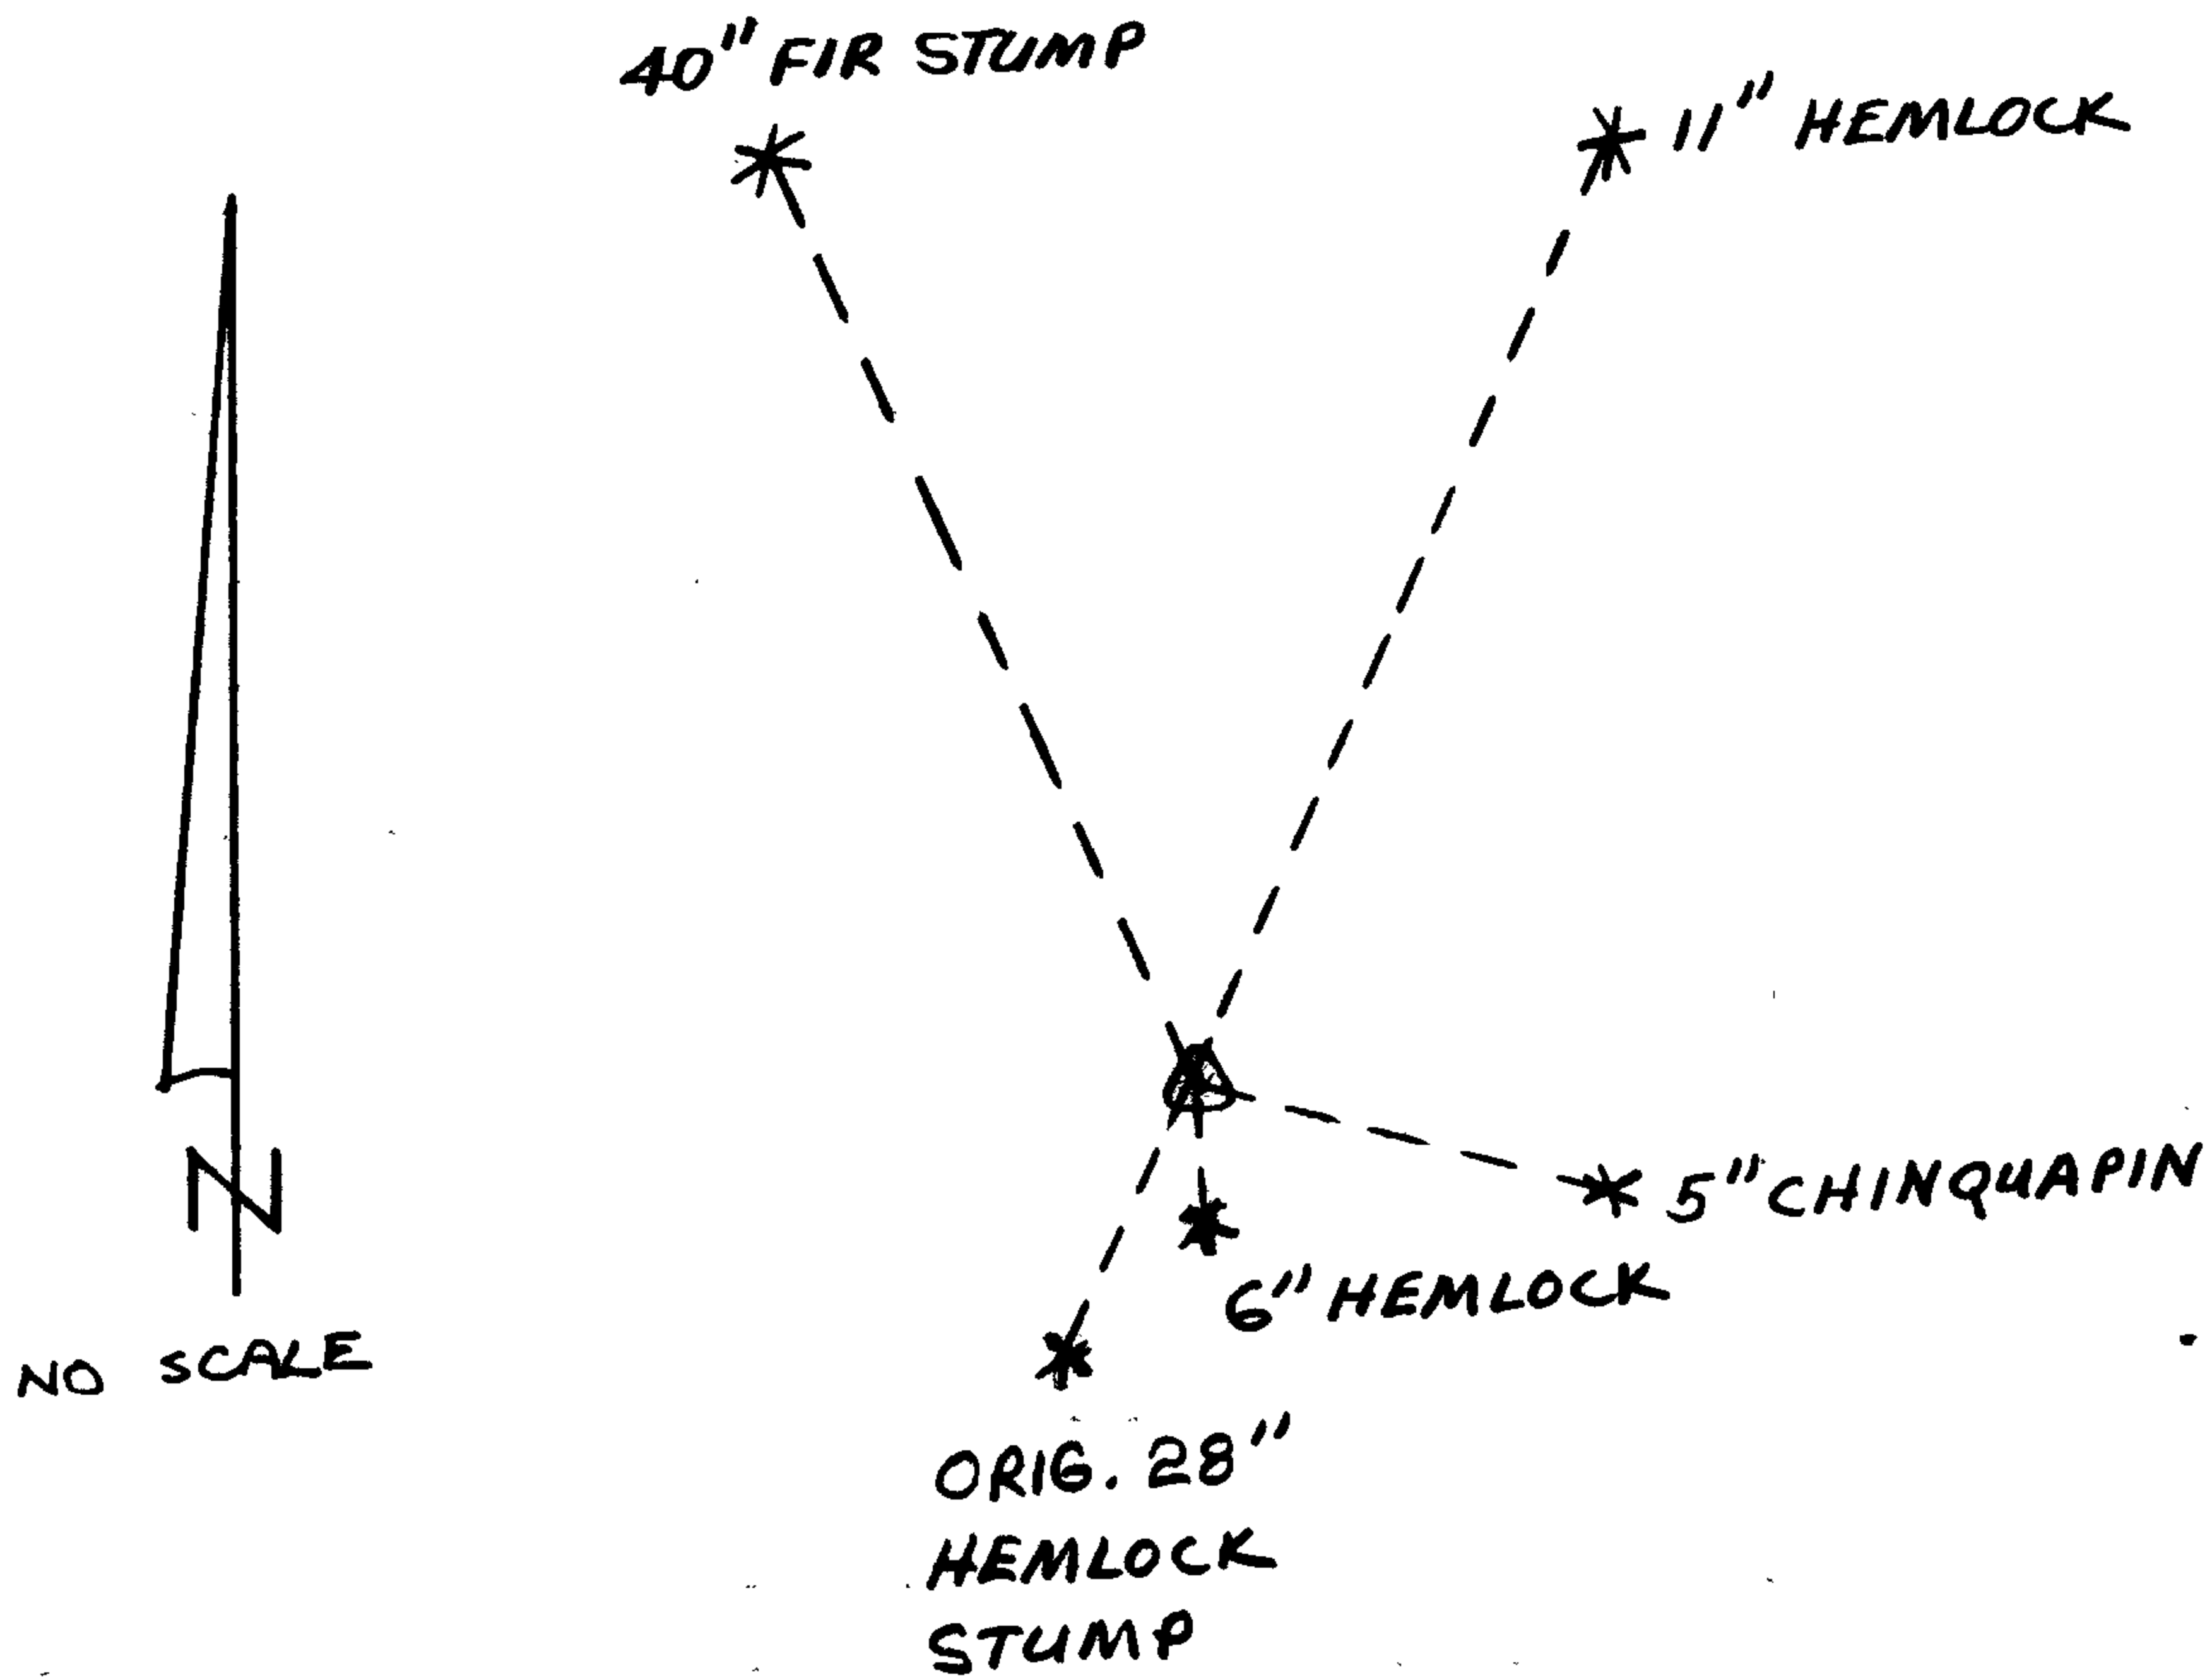 40" FIR STUMP
11" HEMLOCK
N
NO SCALE
5" CHINQUAPIN
6" HEMLOCK
ORIG. 28"
HEMLOCK
STUMP